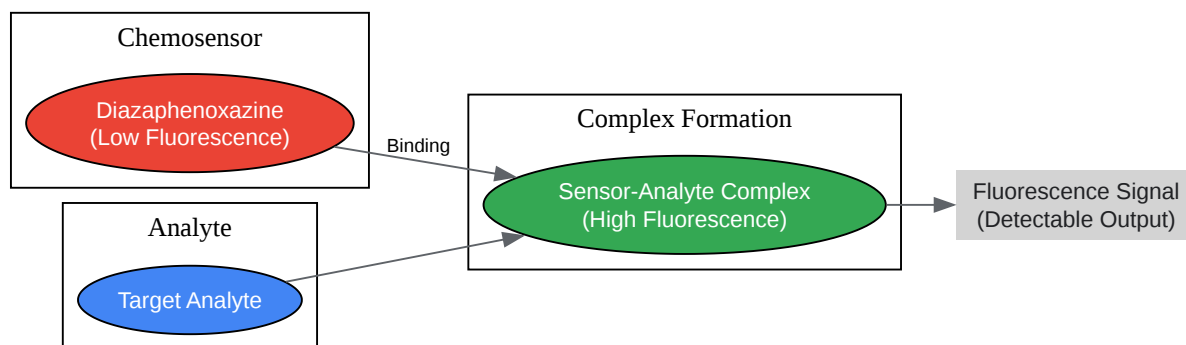 Chemosensor
Diazaphenoxazine
(Low Fluorescence)
Binding
Analyte
Target Analyte
Complex Formation
Sensor-Analyte Complex
(High Fluorescence)
Fluorescence Signal
(Detectable Output)